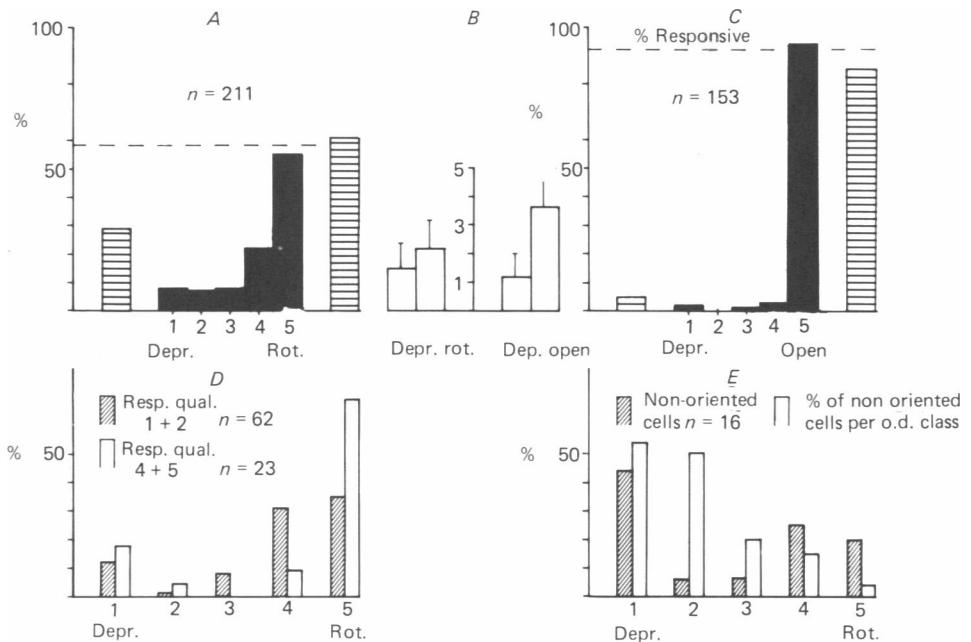 A
100
50
%
n = 211
1 2 3 4 5
Depr. Rot.
B
5
3
1
Depr. rot. Dep. open
C
100
50
%
% Responsive
n = 153
1 2 3 4 5
Depr. Open
D
50
%
Resp. qual.
1 + 2 n = 62
Resp. qual.
4 + 5 n = 23
1 2 3 4 5
Depr. Rot.
E
50
%
Non-oriented
cells n = 16
% of non oriented
cells per o.d. class
1 2 3 4 5
Depr. Rot.